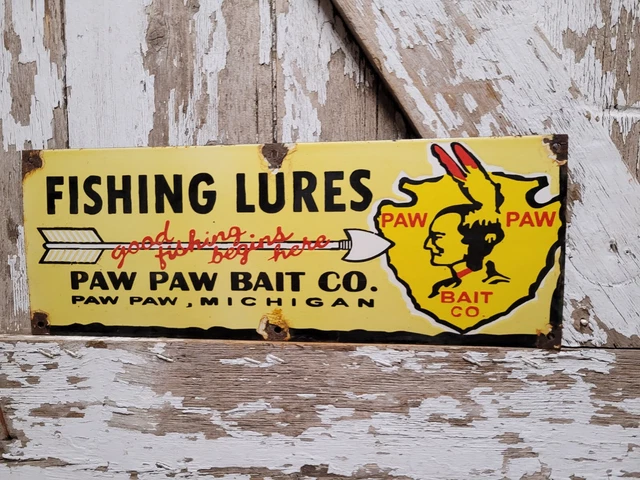 FISHING LURES
good
fishing
begins
here
PAW PAW BAIT CO.
PAW PAW, MICHIGAN
PAW PAW
BAIT
CO.